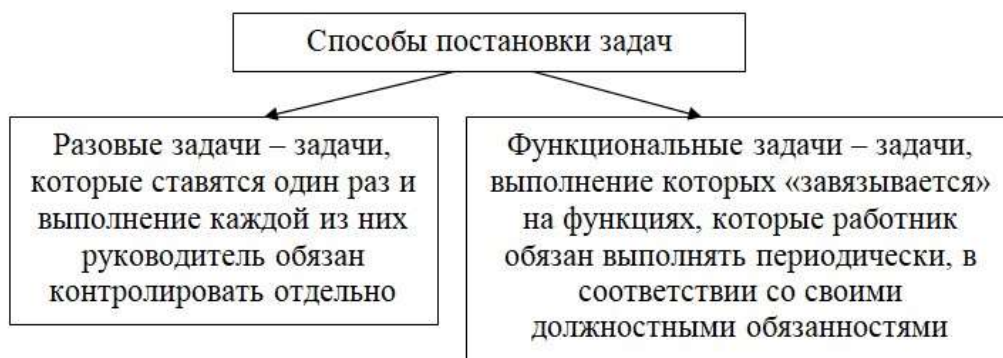 Способы постановки задач
Разовые задачи – задачи,
которые ставятся один раз и
выполнение каждой из них
руководитель обязан
контролировать отдельно
Функциональные задачи – задачи,
выполнение которых «завязывается»
на функциях, которые работник
обязан выполнять периодически, в
соответствии со своими
должностными обязанностями